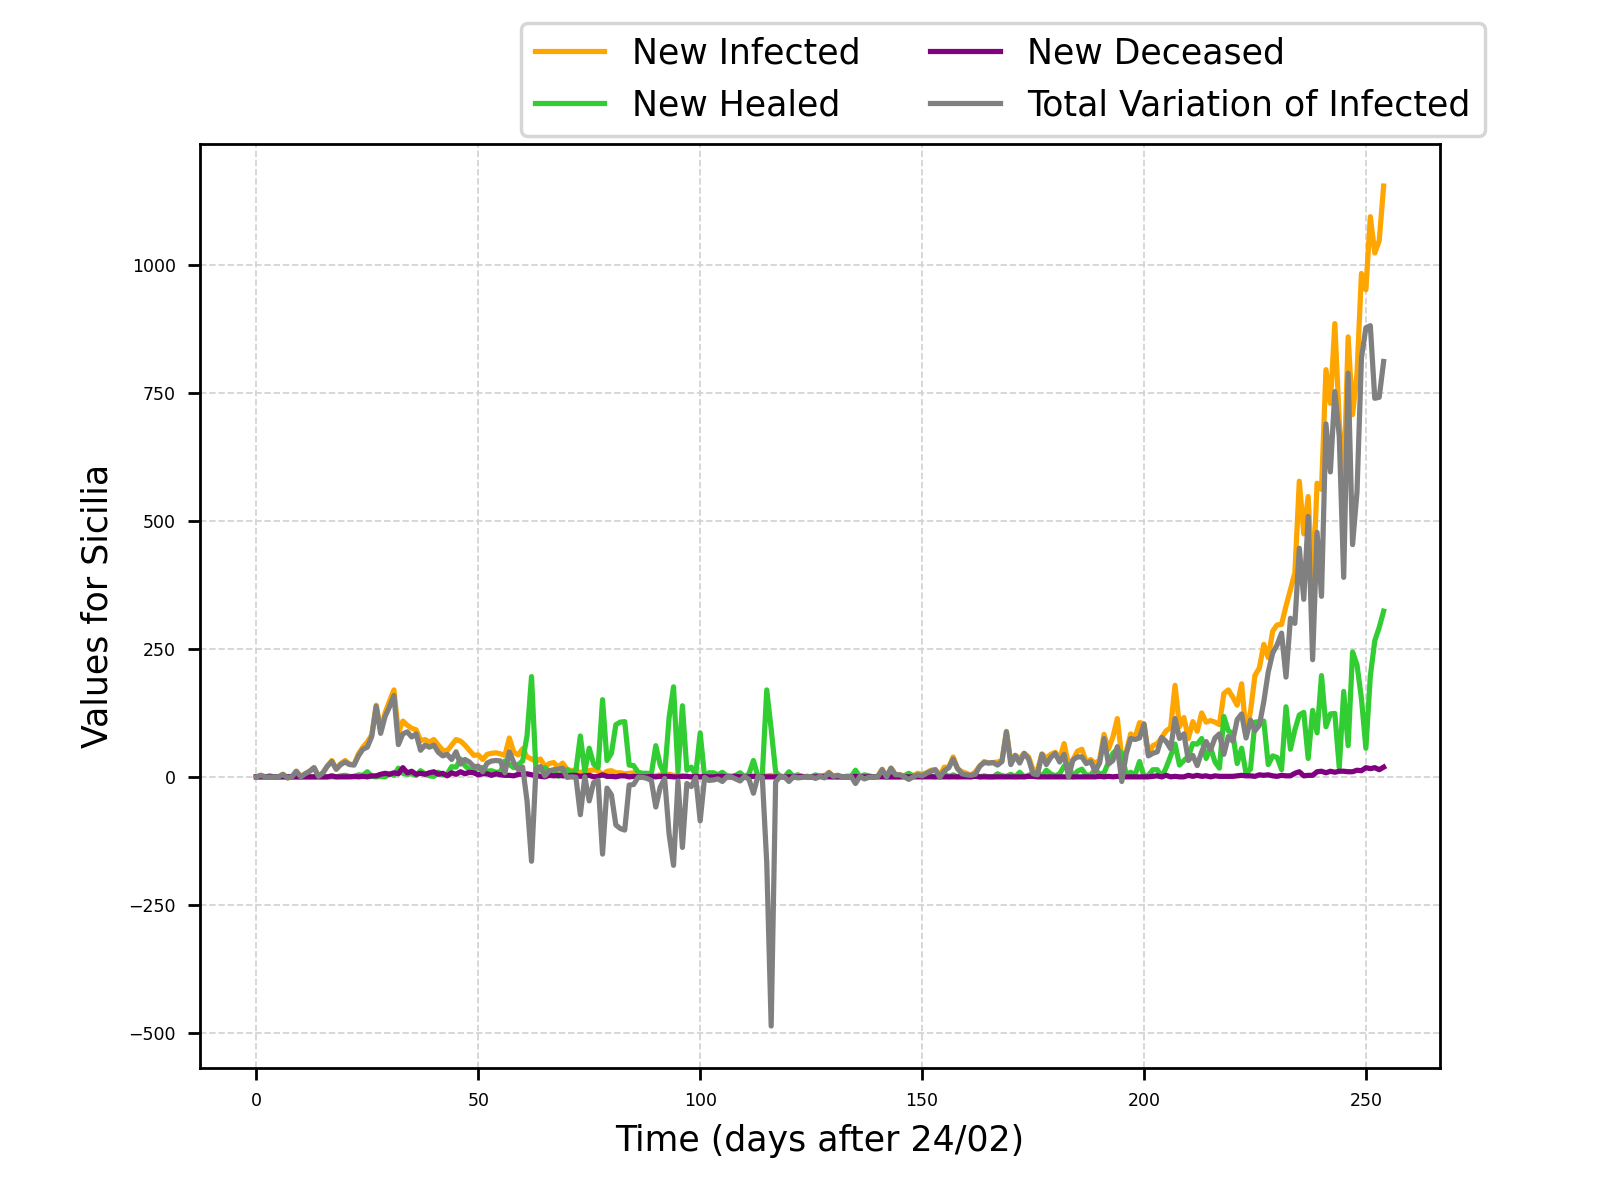 New Infected
New Healed
New Deceased
Total Variation of Infected
Values for Sicilia
1000
750
500
250
0
−250
−500
0 50 100 150 200 250
Time (days after 24/02)